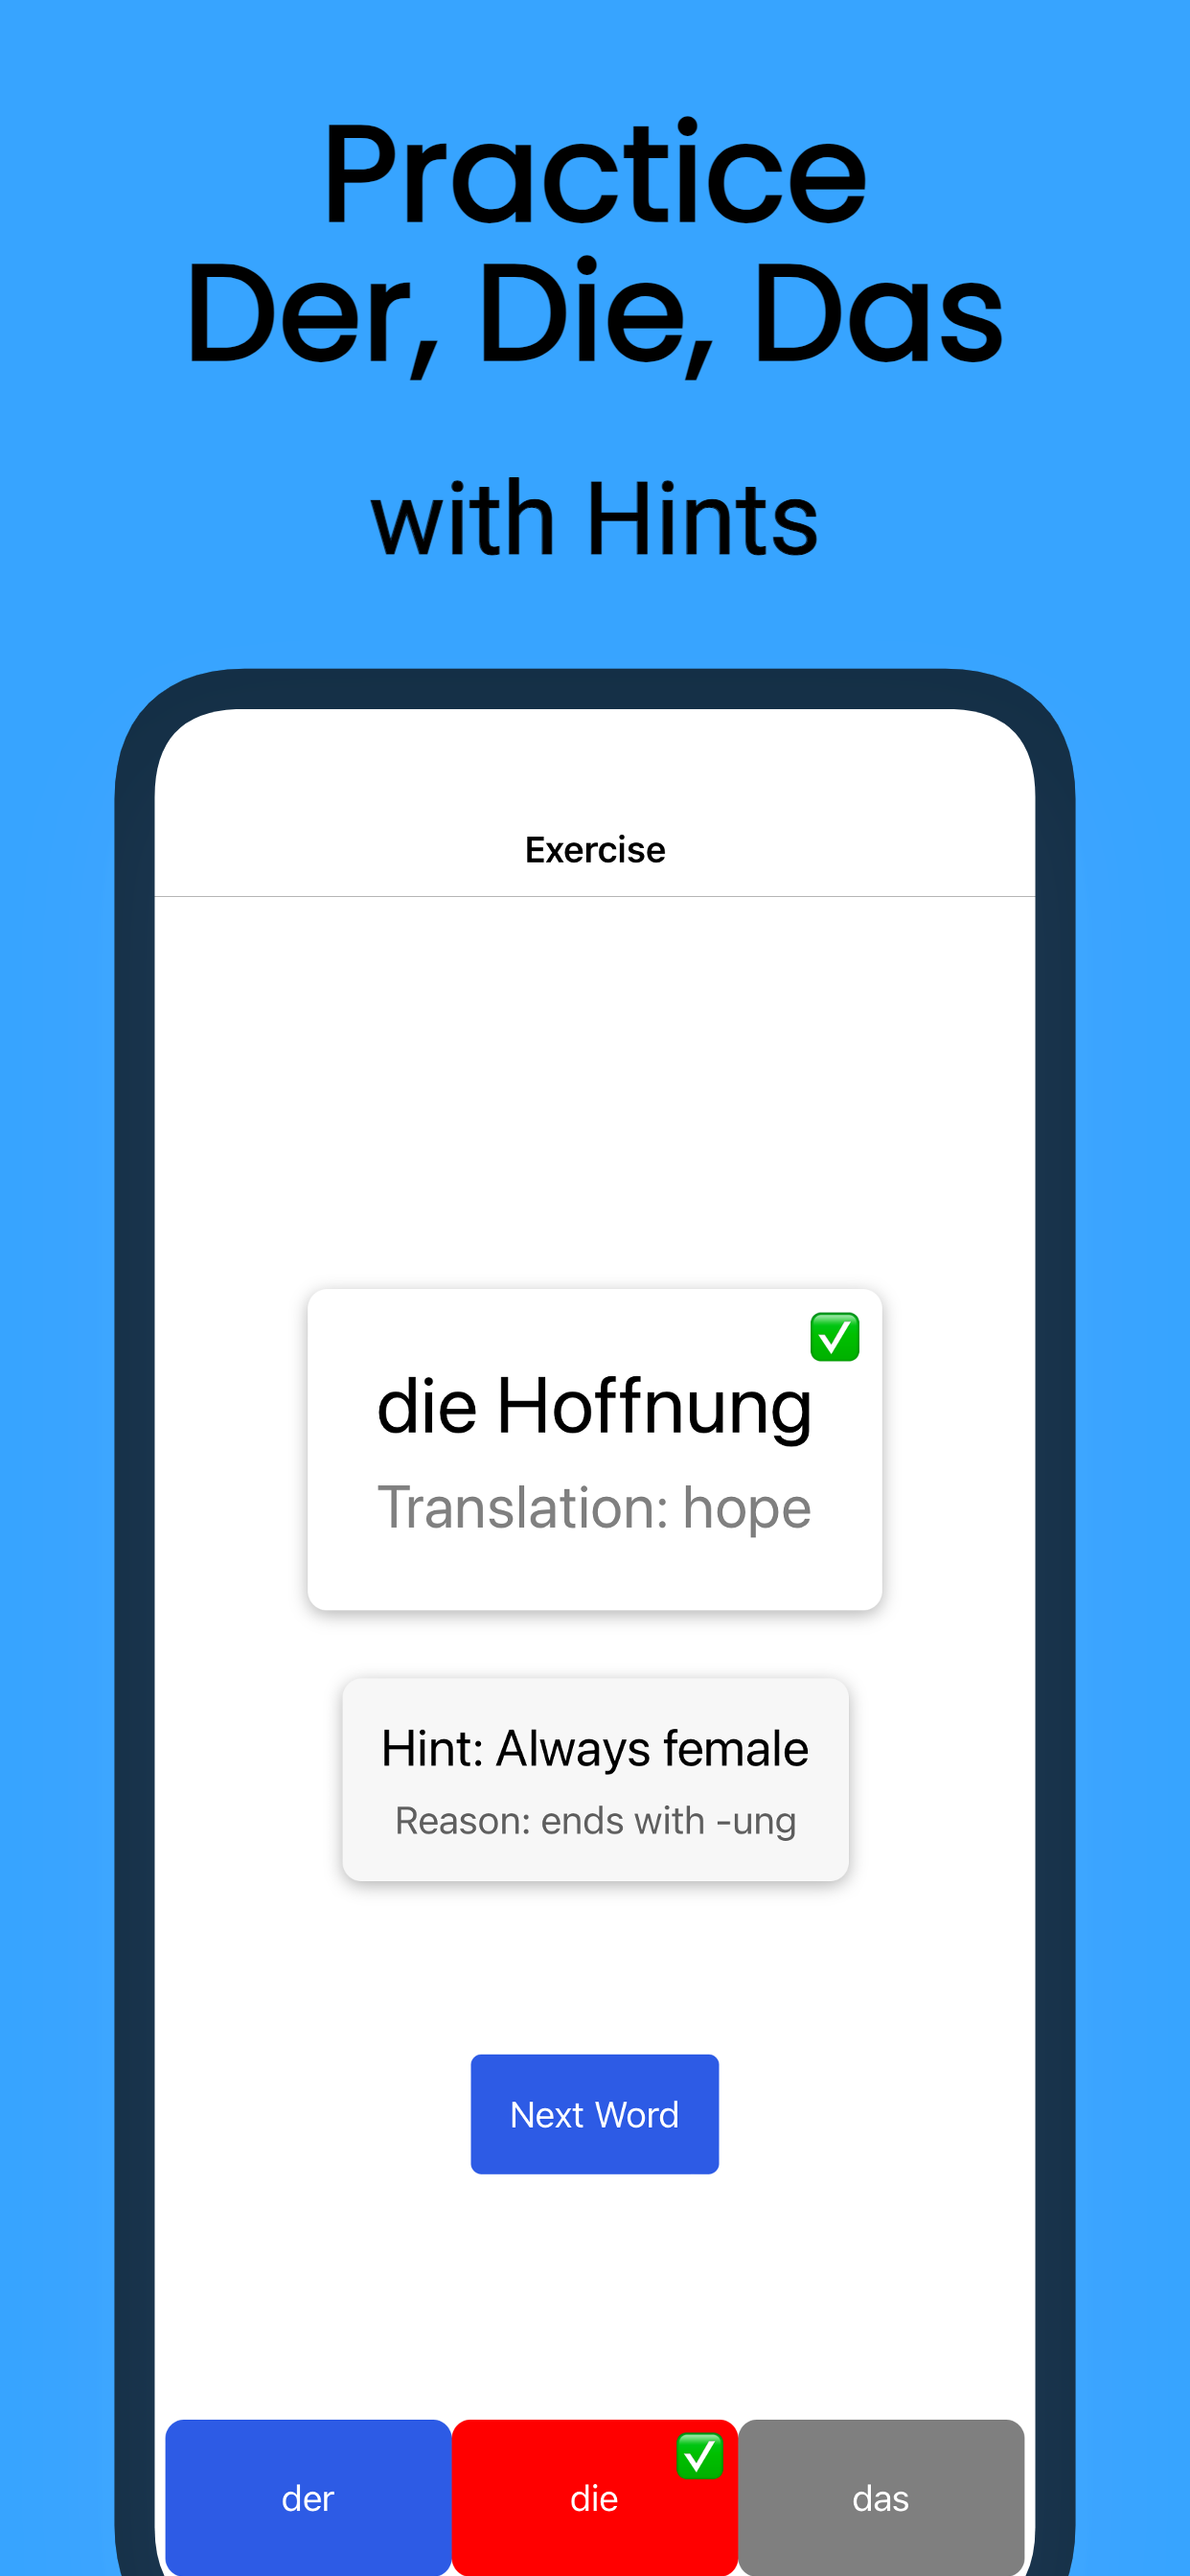 Practice
Der, Die, Das
with Hints
Exercise
die Hoffnung
Translation: hope
Hint: Always female
Reason: ends with -ung
Next Word
der
die
das